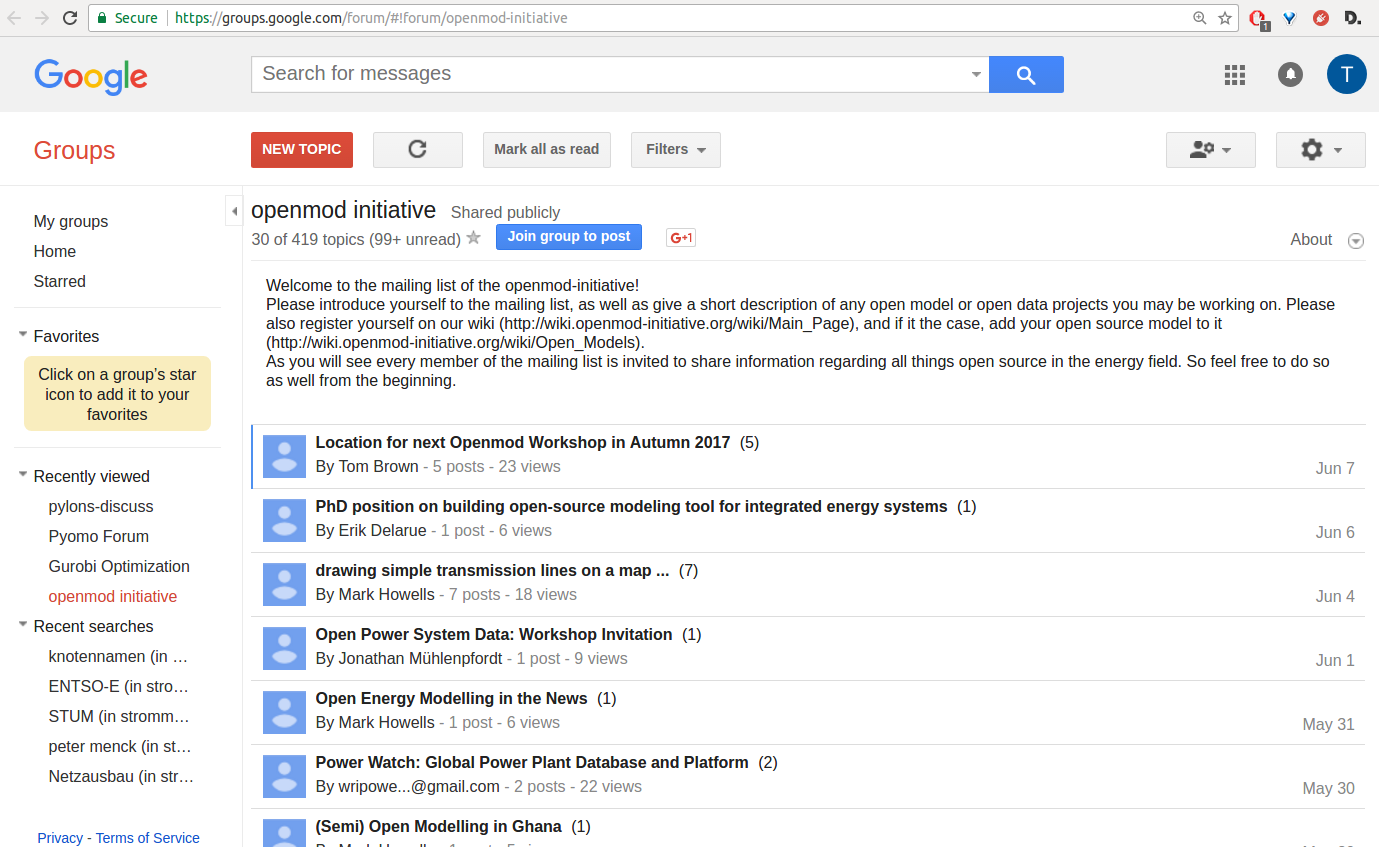 Secure https://groups.google.com/forum/#!forum/openmod-initiative
1
D.
Google
Search for messages
T
Groups
NEW TOPIC
Mark all as read
Filters
My groups
Home
Starred
Favorites
Click on a group's star
icon to add it to your
favorites
Recently viewed
pylons-discuss
Pyomo Forum
Gurobi Optimization
openmod initiative
Recent searches
knotennamen (in …
ENTSO-E (in stro…
STUM (in stromm…
peter menck (in st…
Netzausbau (in str…
Privacy - Terms of Service
openmod initiative Shared publicly
30 of 419 topics (99+ unread) Join group to post G+1
About
Welcome to the mailing list of the openmod-initiative!
Please introduce yourself to the mailing list, as well as give a short description of any open model or open data projects you may be working on. Please
also register yourself on our wiki (http://wiki.openmod-initiative.org/wiki/Main_Page), and if it the case, add your open source model to it
(http://wiki.openmod-initiative.org/wiki/Open_Models).
As you will see every member of the mailing list is invited to share information regarding all things open source in the energy field. So feel free to do so
as well from the beginning.
Location for next Openmod Workshop in Autumn 2017 (5)
By Tom Brown - 5 posts - 23 views
Jun 7
PhD position on building open-source modeling tool for integrated energy systems (1)
By Erik Delarue - 1 post - 6 views
Jun 6
drawing simple transmission lines on a map ... (7)
By Mark Howells - 7 posts - 18 views
Jun 4
Open Power System Data: Workshop Invitation (1)
By Jonathan Mühlenpfordt - 1 post - 9 views
Jun 1
Open Energy Modelling in the News (1)
By Mark Howells - 1 post - 6 views
May 31
Power Watch: Global Power Plant Database and Platform (2)
By wripowe...@gmail.com - 2 posts - 22 views
May 30
(Semi) Open Modelling in Ghana (1)